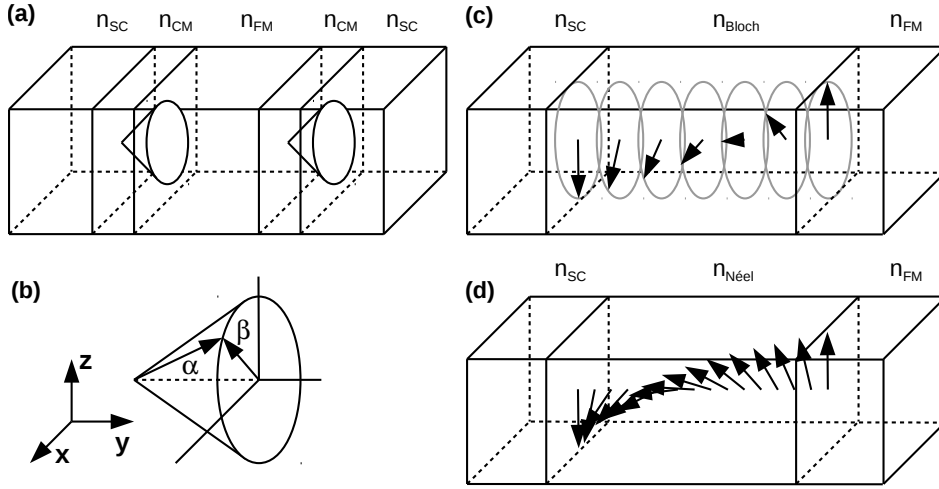 (a)
n_SC n_CM n_FM n_CM n_SC
(c)
n_SC n_Bloch n_FM
(b)
α
β
z
y
x
(d)
n_SC n_Néel n_FM